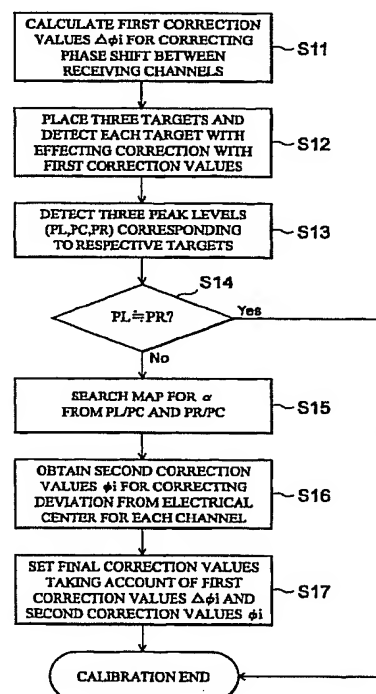 CALCULATE FIRST CORRECTION
VALUES Δϕi FOR CORRECTING
PHASE SHIFT BETWEEN
RECEIVING CHANNELS
S11
PLACE THREE TARGETS AND
DETECT EACH TARGET WITH
EFFECTING CORRECTION WITH
FIRST CORRECTION VALUES
S12
DETECT THREE PEAK LEVELS
(PL,PC,PR) CORRESPONDING
TO RESPECTIVE TARGETS
S13
S14
PL≒PR?
Yes
No
SEARCH MAP FOR α
FROM PL/PC AND PR/PC
S15
OBTAIN SECOND CORRECTION
VALUES ϕi FOR CORRECTING
DEVIATION FROM ELECTRICAL
CENTER FOR EACH CHANNEL
S16
SET FINAL CORRECTION VALUES
TAKING ACCOUNT OF FIRST
CORRECTION VALUES Δϕi AND
SECOND CORRECTION VALUES ϕi
S17
CALIBRATION END